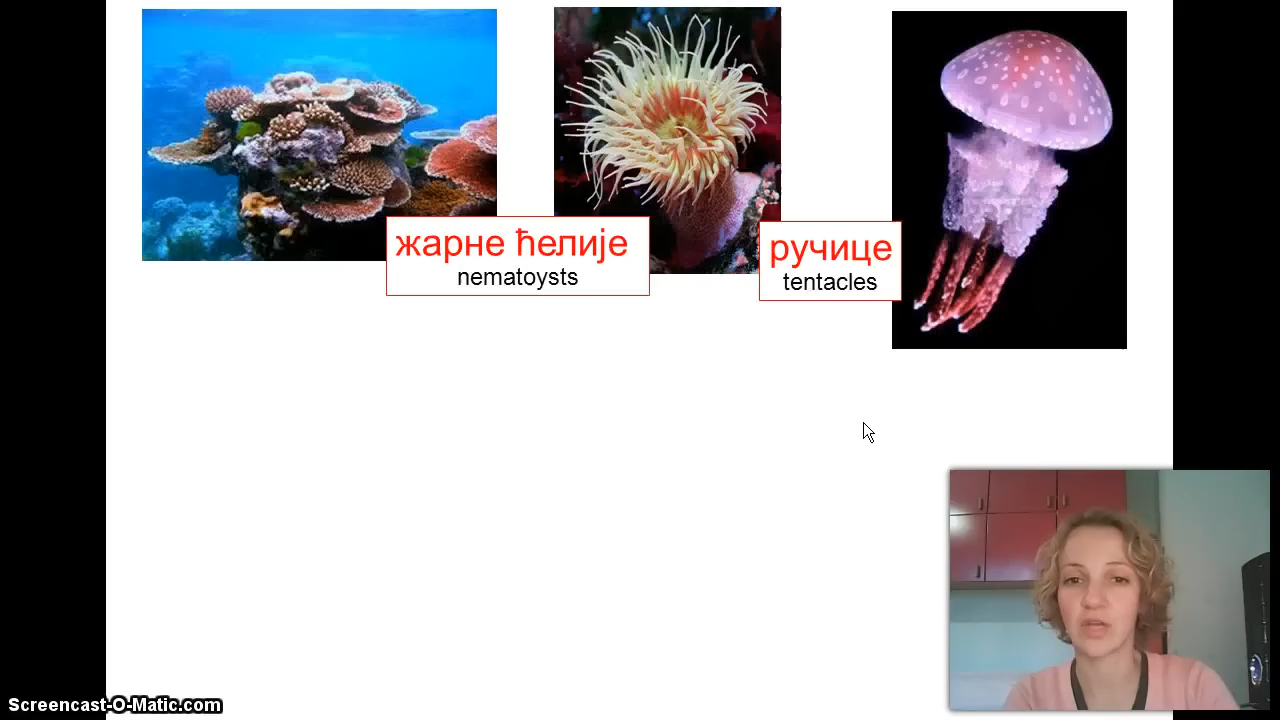 жарне ћелије
nematoysts
ручице
tentacles
Screencast-O-Matic.com